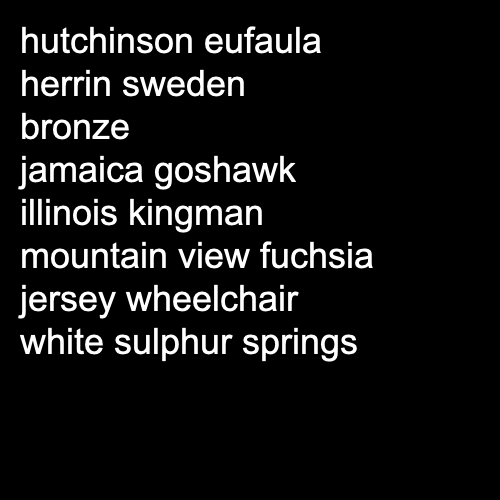 hutchinson eufaula
herrin sweden
bronze
jamaica goshawk
illinois kingman
mountain view fuchsia
jersey wheelchair
white sulphur springs